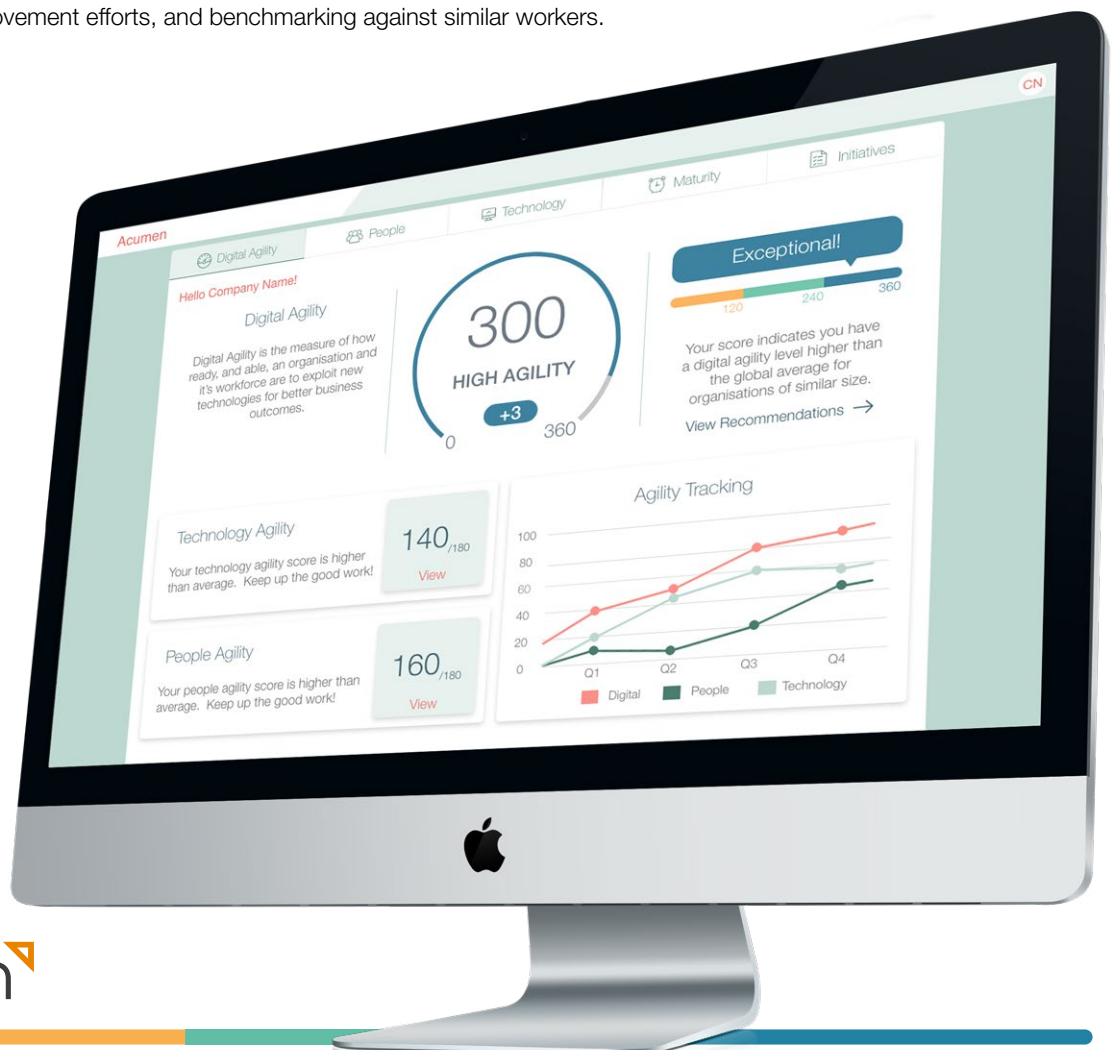 ovement efforts, and benchmarking against similar workers.
CN
Acumen
Digital Agility
People
Technology
Maturity
Initiatives
Hello Company Name!
Digital Agility
Digital Agility is the measure of how
ready, and able, an organisation and
it's workforce are to exploit new
technologies for better business
outcomes.
300
HIGH AGILITY
+3
0
360
Exceptional!
120
240
360
Your score indicates you have
a digital agility level higher than
the global average for
organisations of similar size.
View Recommendations →
Technology Agility
Your technology agility score is higher
than average. Keep up the good work!
140/180
View
People Agility
Your people agility score is higher than
average. Keep up the good work!
160/180
View
Agility Tracking
100
80
60
40
20
0
Q1
Q2
Q3
Q4
Digital
People
Technology